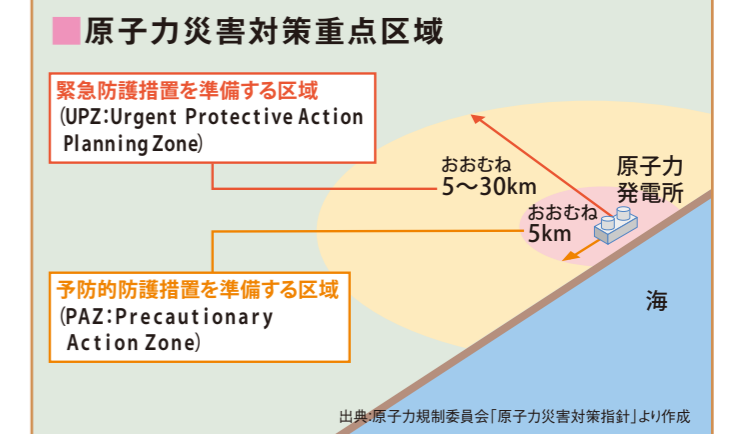 原子力災害対策重点区域
緊急防護措置を準備する区域
(UPZ:Urgent Protective Action
Planning Zone)
おおむね
5〜30km
原子力
発電所
おおむね
5km
予防的防護措置を準備する区域
(PAZ:Precautionary
Action Zone)
海
出典:原子力規制委員会「原子力災害対策指針」より作成